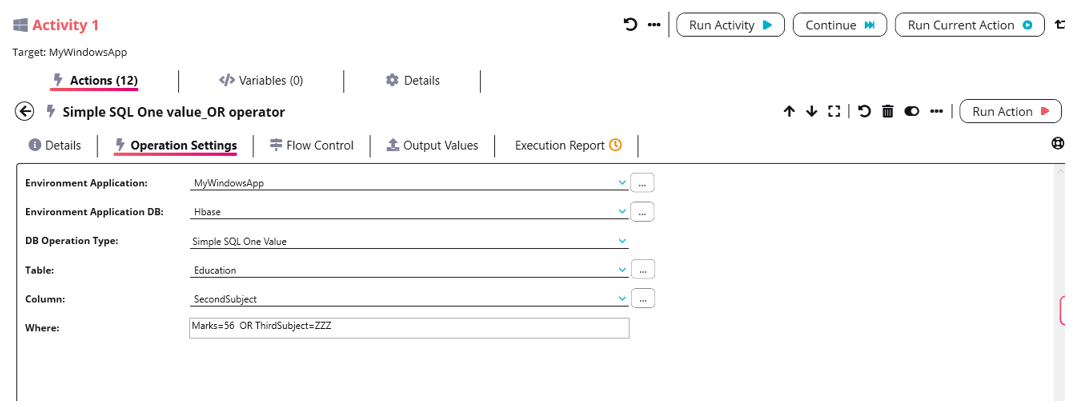 Activity 1
Run Activity
Continue
Run Current Action
Target: MyWindowsApp
Actions (12)
Variables (0)
Details
Simple SQL One value_OR operator
Run Action
Details
Operation Settings
Flow Control
Output Values
Execution Report
Environment Application: MyWindowsApp ...
Environment Application DB: Hbase ...
DB Operation Type: Simple SQL One Value
Table: Education ...
Column: SecondSubject ...
Where: Marks=56  OR ThirdSubject=ZZZ